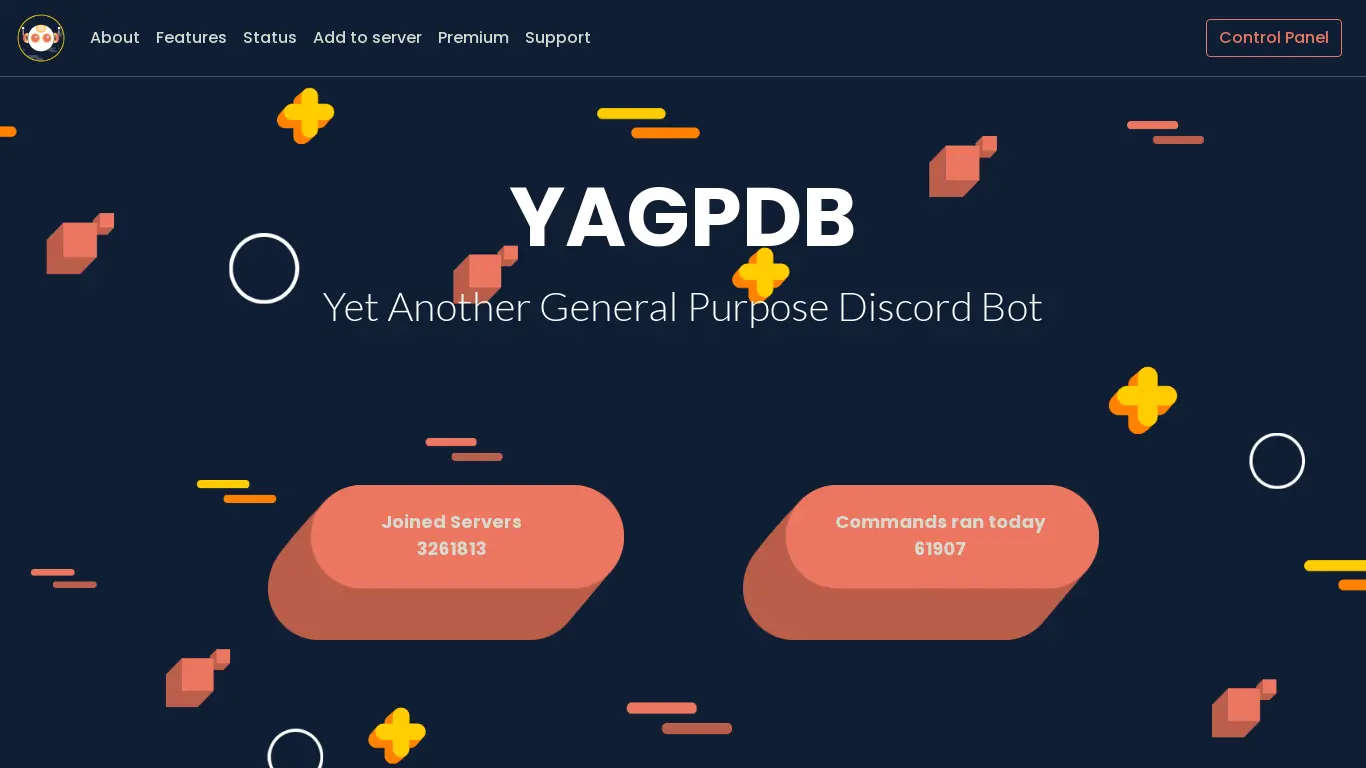 About
Features
Status
Add to server
Premium
Support
Control Panel
YAGPDB
Yet Another General Purpose Discord Bot
Joined Servers
3261813
Commands ran today
61907